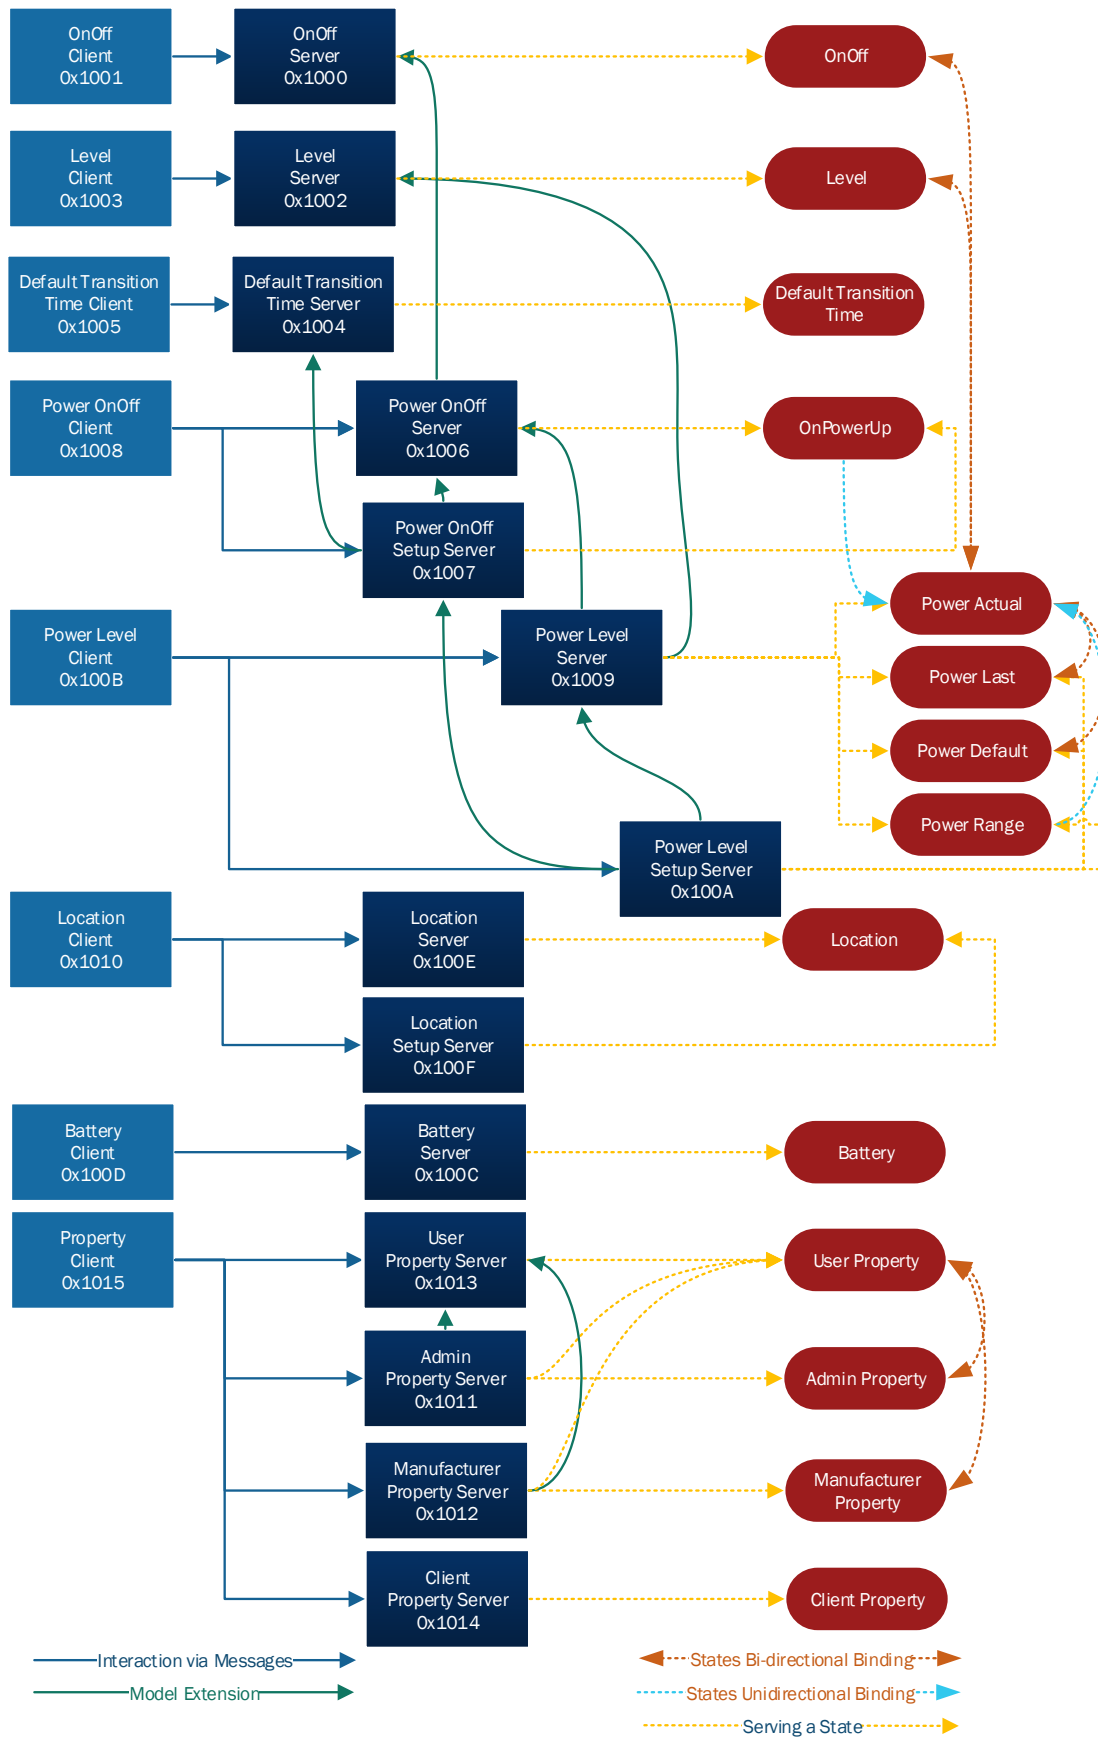 OnOff
Client
0x1001
OnOff
Server
0x1000
OnOff
Level
Client
0x1003
Level
Server
0x1002
Level
Default Transition
Time Client
0x1005
Default Transition
Time Server
0x1004
Default Transition
Time
Power OnOff
Client
0x1008
Power OnOff
Server
0x1006
OnPowerUp
Power OnOff
Setup Server
0x1007
Power Level
Client
0x100B
Power Level
Server
0x1009
Power Actual
Power Last
Power Default
Power Range
Power Level
Setup Server
0x100A
Location
Client
0x1010
Location
Server
0x100E
Location
Location
Setup Server
0x100F
Battery
Client
0x100D
Battery
Server
0x100C
Battery
Property
Client
0x1015
User
Property Server
0x1013
User Property
Admin
Property Server
0x1011
Admin Property
Manufacturer
Property Server
0x1012
Manufacturer
Property
Client
Property Server
0x1014
Client Property
Interaction via Messages
States Bi-directional Binding
Model Extension
States Unidirectional Binding
Serving a State